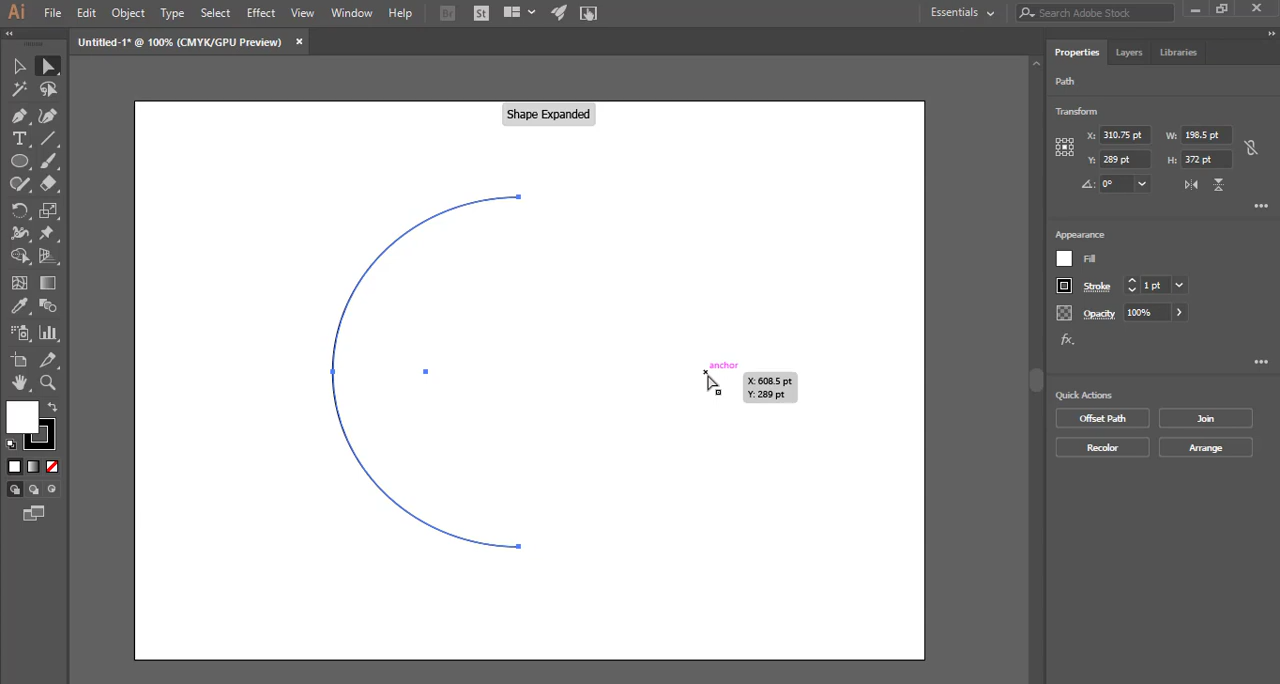 Ai File Edit Object Type Select Effect View Window Help Br St Essentials Search Adobe Stock
Untitled-1* @ 100% (CMYK/GPU Preview)
Properties Layers Libraries
Path
Shape Expanded
Transform
X: 310.75 pt W: 198.5 pt
Y: 289 pt H: 372 pt
0°
Appearance
Fill
Stroke 1 pt
Opacity 100%
fx.
anchor
X: 608.5 pt
Y: 289 pt
Quick Actions
Offset Path Join
Recolor Arrange